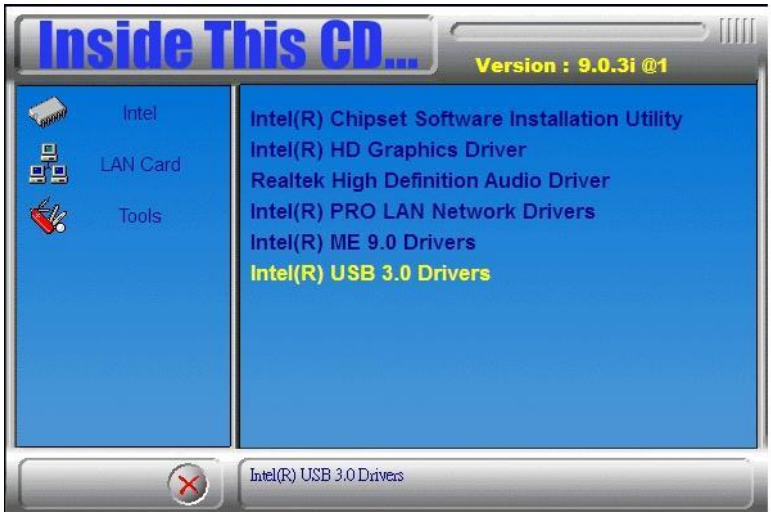 Inside This CD...
Version : 9.0.3i @1
Intel
LAN Card
Tools
Intel(R) Chipset Software Installation Utility
Intel(R) HD Graphics Driver
Realtek High Definition Audio Driver
Intel(R) PRO LAN Network Drivers
Intel(R) ME 9.0 Drivers
Intel(R) USB 3.0 Drivers
Intel(R) USB 3.0 Drivers